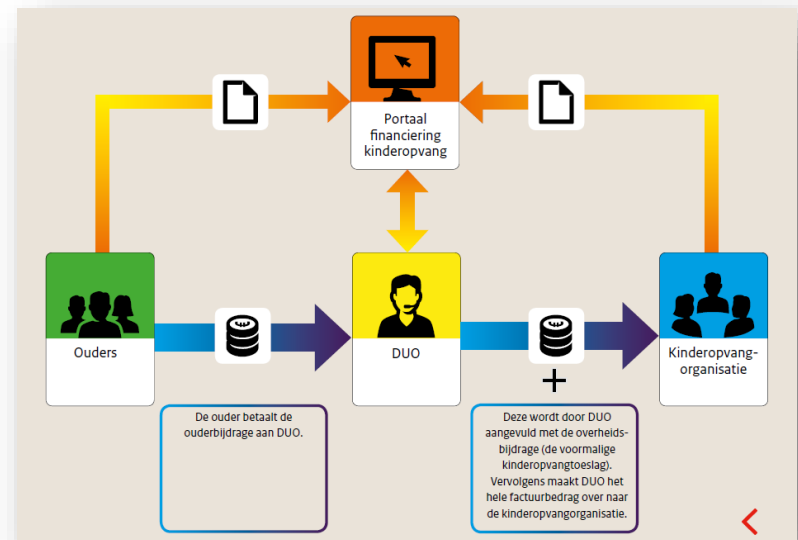 Portaal
financiering
kinderopvang
Ouders
DUO
Kinderopvang-
organisatie
De ouder betaalt de
ouderbijdrage aan DUO.
Deze wordt door DUO
aangevuld met de overheids-
bijdrage (de voormalige
kinderopvangtoeslag).
Vervolgens maakt DUO het
hele factuurbedrag over naar
de kinderopvangorganisatie.